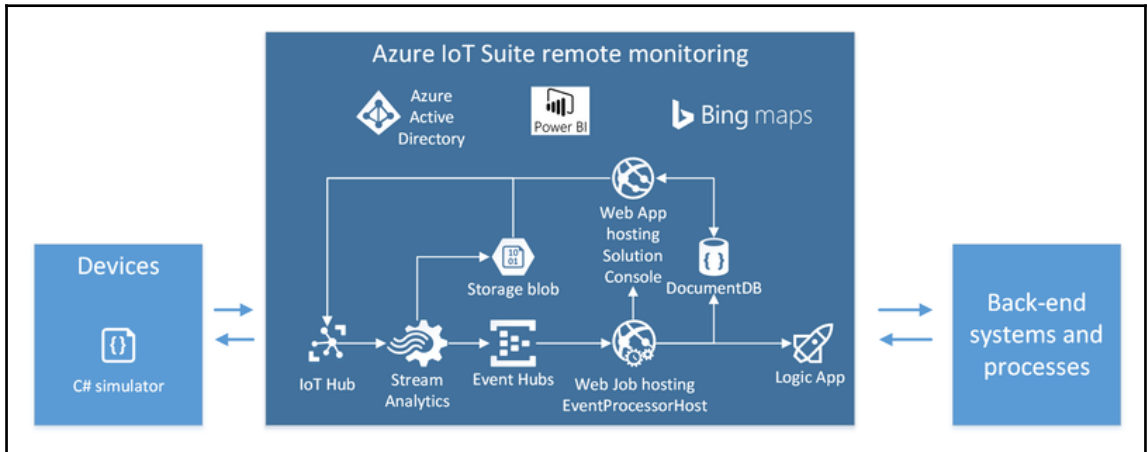 Azure IoT Suite remote monitoring
Azure
Active
Directory
Power BI
Bing maps
Web App
hosting
Solution
Console
10
01
Storage blob
{ }
DocumentDB
Devices
{}
C# simulator
IoT Hub
Stream
Analytics
Event Hubs
Web Job hosting
EventProcessorHost
Logic App
Back-end
systems and
processes